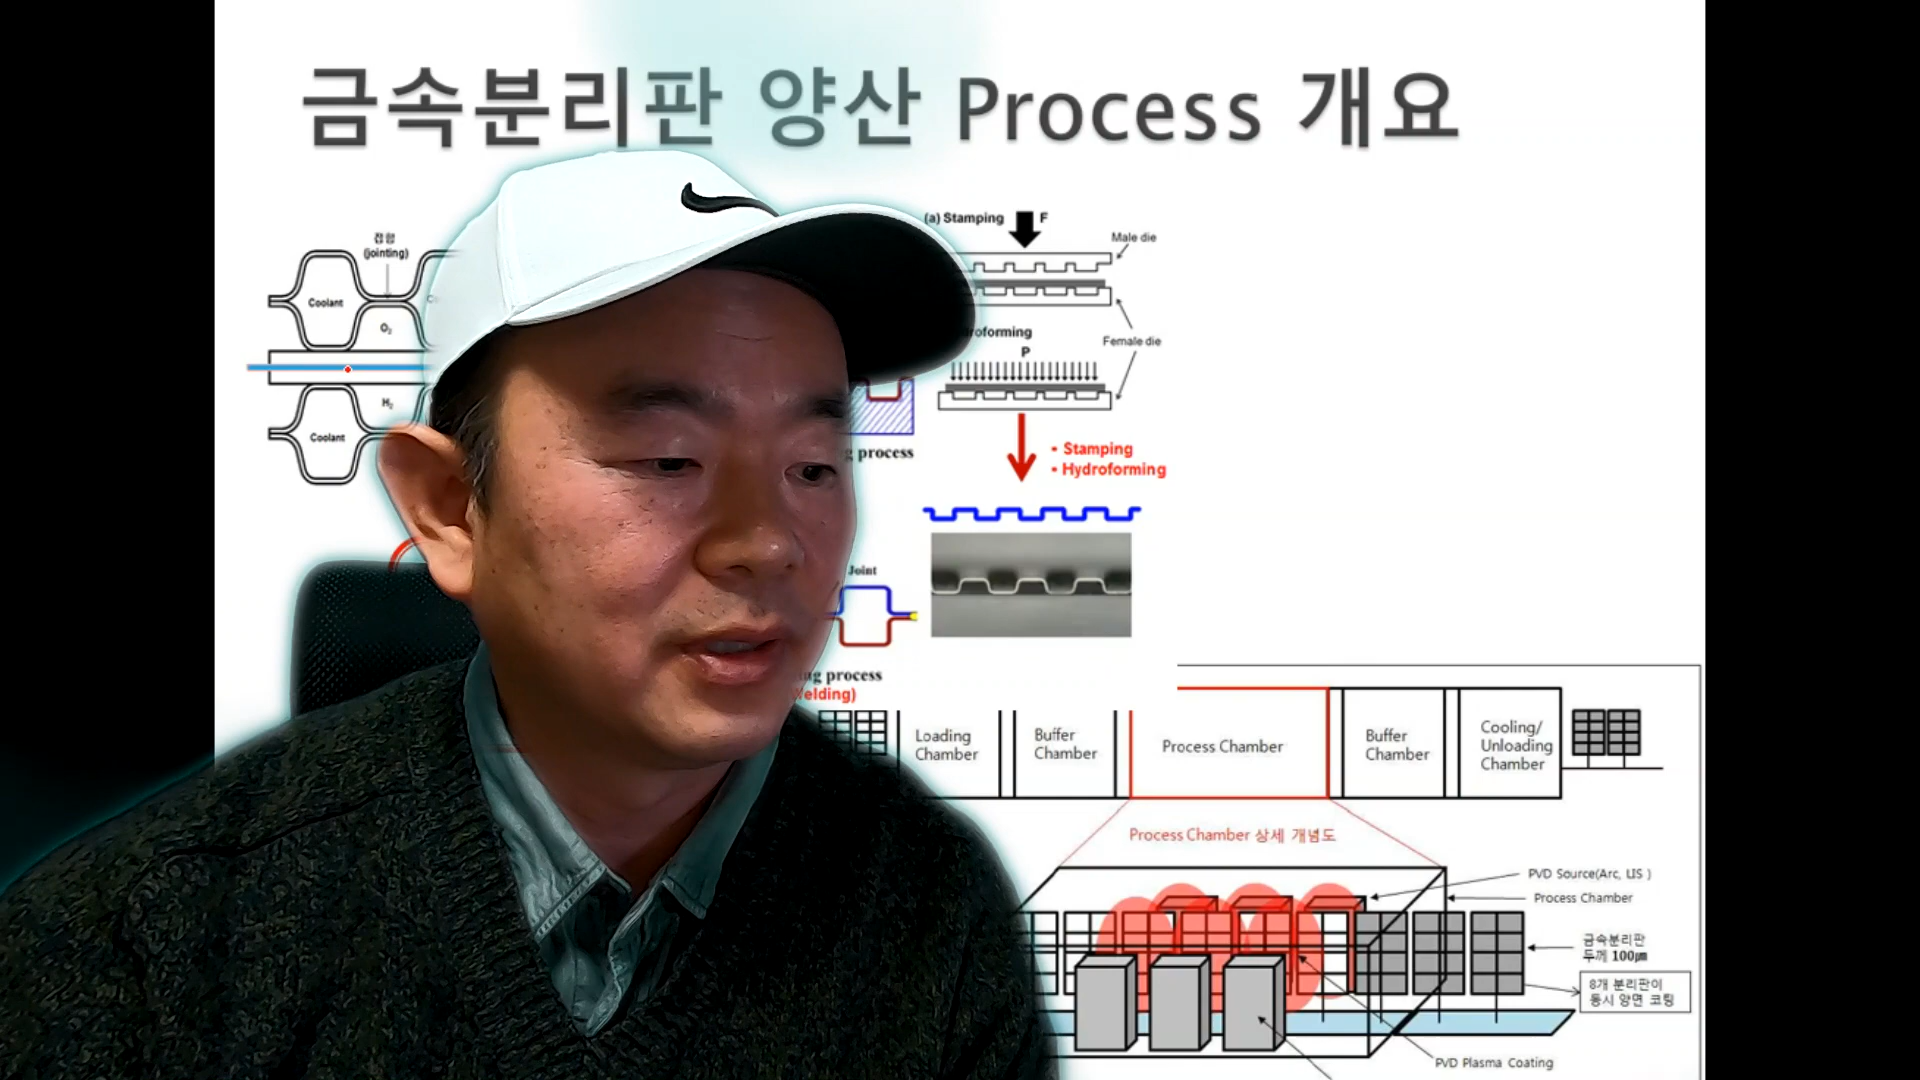 금속분리판 양산 Process 개요
접합
(jointing)
Coolant
O₂
H₂
Coolant
(a) Stamping
F
Male die
roforming
P
Female die
• Stamping
• Hydroforming
g process
Joint
ng process
Welding)
Loading
Chamber
Buffer
Chamber
Process Chamber
Buffer
Chamber
Cooling/
Unloading
Chamber
Process Chamber 상세 개념도
PVD Source(Arc, LIS )
Process Chamber
금속분리판
두께 100㎛
8개 분리판이
동시 양면 코팅
PVD Plasma Coating